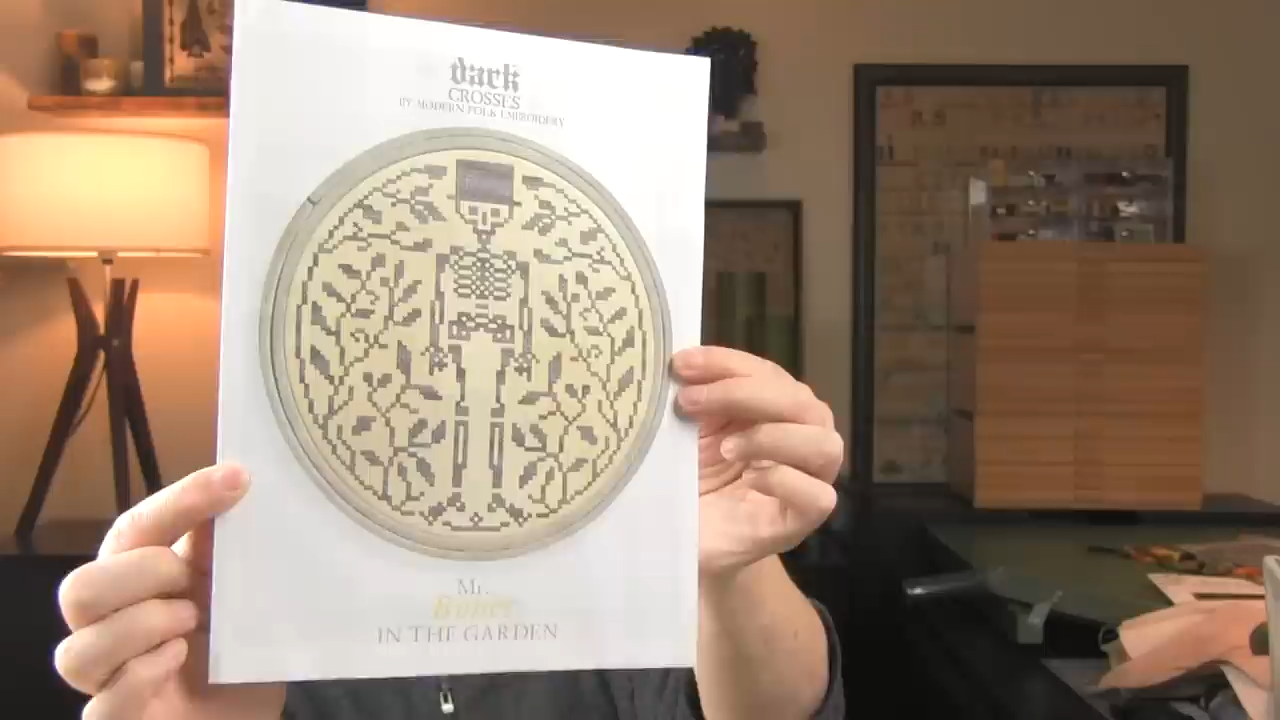 dark
CROSSES
BY MODERN FOLK EMBROIDERY
Mr.
Bones
IN THE GARDEN